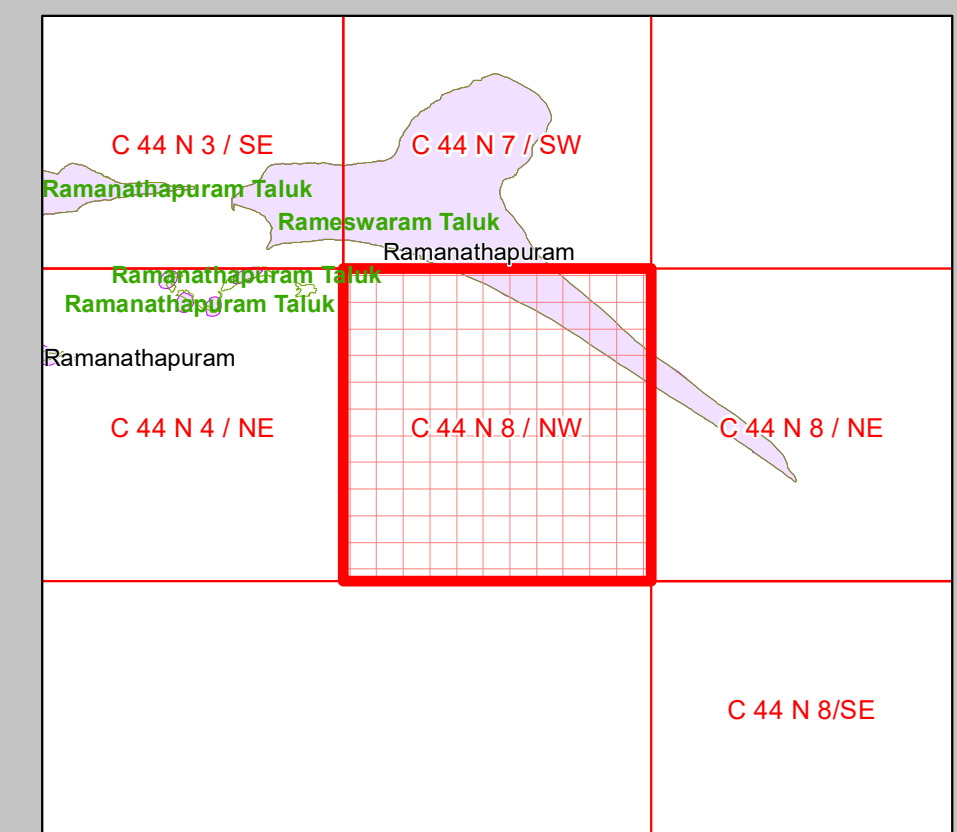 C 44 N 3 / SE
C 44 N 7 / SW
Ramanathapuram Taluk
Rameswaram Taluk
Ramanathapuram
Ramanathapuram Taluk
Ramanathapuram Taluk
Ramanathapuram
C 44 N 4 / NE
C 44 N 8 / NW
C 44 N 8 / NE
C 44 N 8/SE